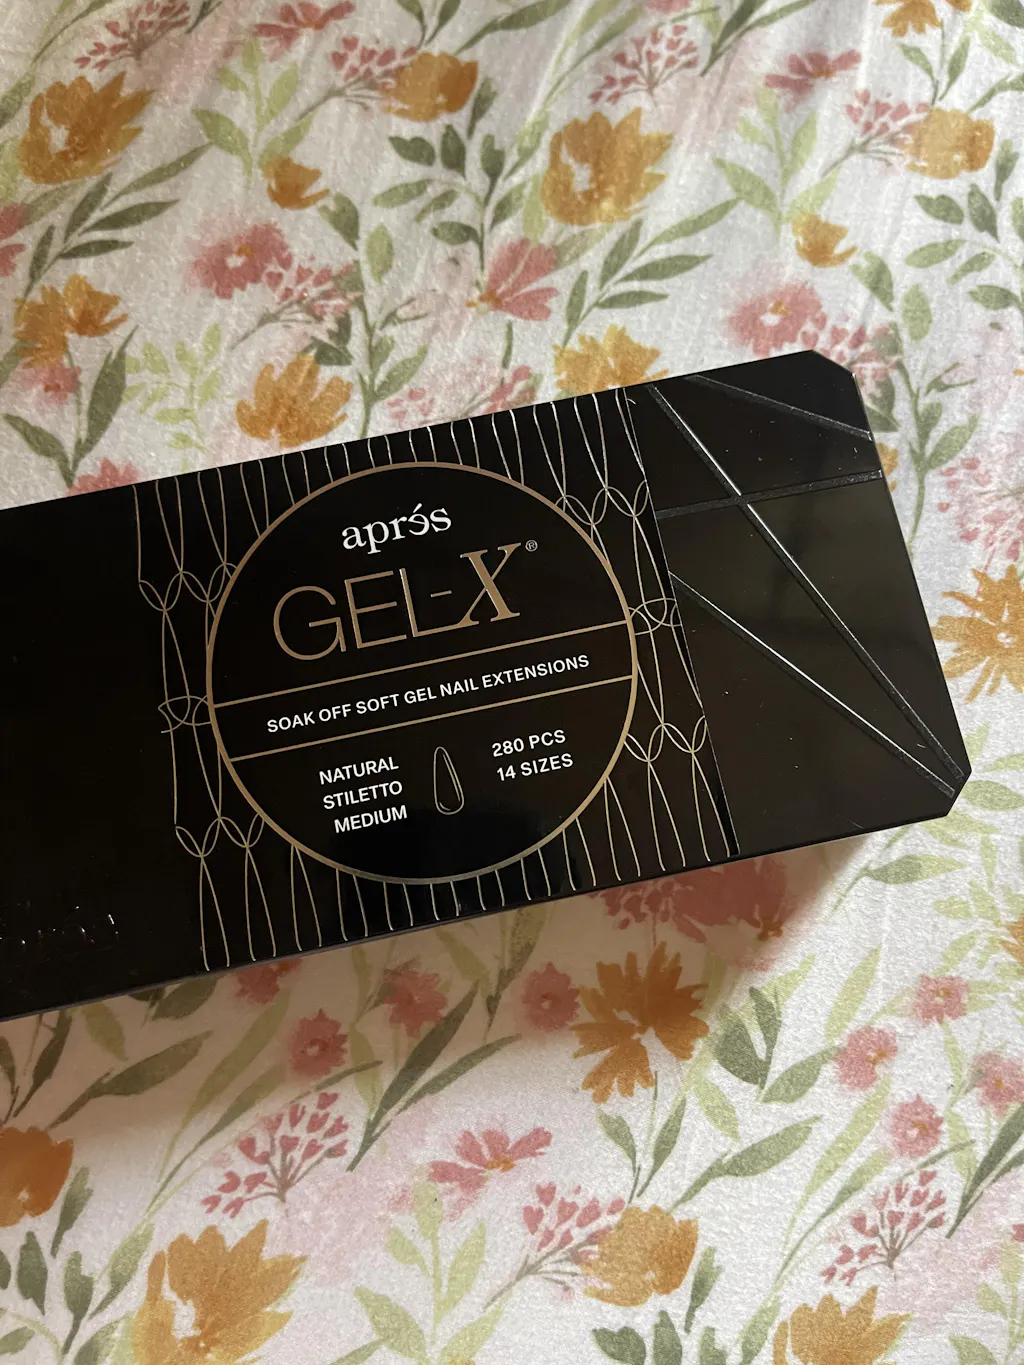 aprés
GEL-X®
SOAK OFF SOFT GEL NAIL EXTENSIONS
NATURAL
STILETTO
MEDIUM
280 PCS
14 SIZES